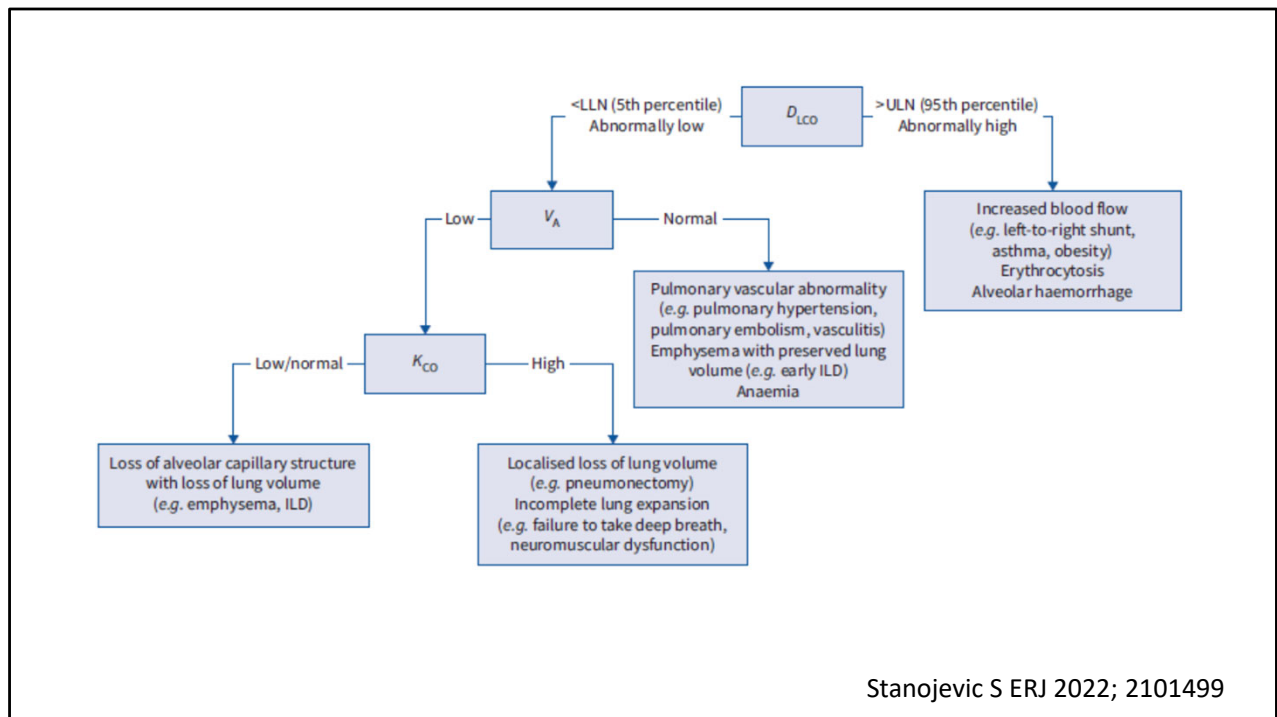 <LLN (5th percentile)
Abnormally low
DLCO
>ULN (95th percentile)
Abnormally high
Low
VA
Normal
Increased blood flow
(e.g. left-to-right shunt,
asthma, obesity)
Erythrocytosis
Alveolar haemorrhage
Pulmonary vascular abnormality
(e.g. pulmonary hypertension,
pulmonary embolism, vasculitis)
Emphysema with preserved lung
volume (e.g. early ILD)
Anaemia
Low/normal
KCO
High
Loss of alveolar capillary structure
with loss of lung volume
(e.g. emphysema, ILD)
Localised loss of lung volume
(e.g. pneumonectomy)
Incomplete lung expansion
(e.g. failure to take deep breath,
neuromuscular dysfunction)
Stanojevic S ERJ 2022; 2101499